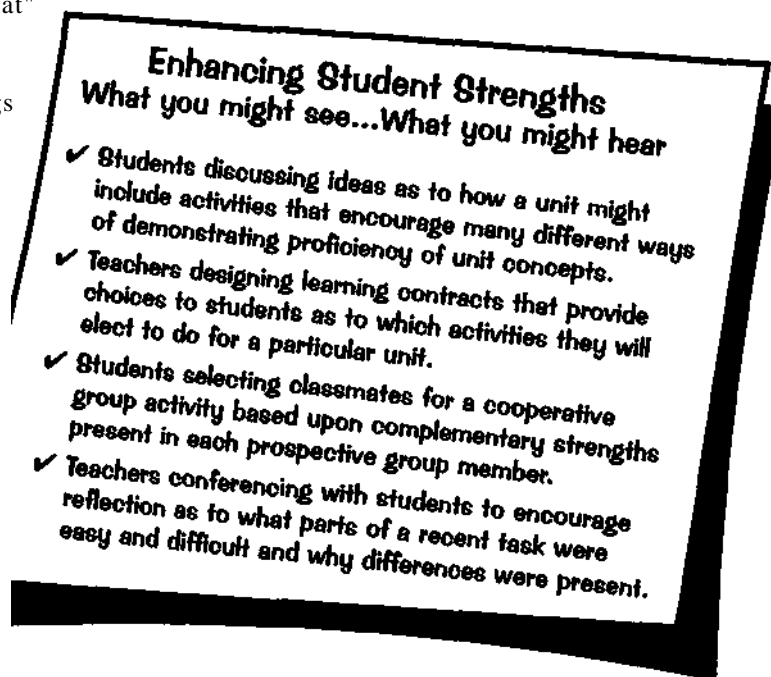 at"
Enhancing Student Strengths
What you might see...What you might hear
✔ Students discussing ideas as to how a unit might
include activities that encourage many different ways
of demonstrating proficiency of unit concepts.
✔ Teachers designing learning contracts that provide
choices to students as to which activities they will
elect to do for a particular unit.
✔ Students selecting classmates for a cooperative
group activity based upon complementary strengths
present in each prospective group member.
✔ Teachers conferencing with students to encourage
reflection as to what parts of a recent task were
easy and difficult and why differences were present.